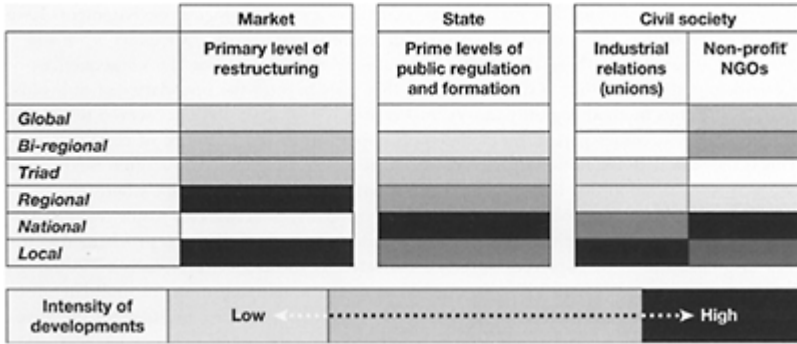 Market
State
Civil society
Primary level of
restructuring
Prime levels of
public regulation
and formation
Industrial
relations
(unions)
Non-profit
NGOs
Global
Bi-regional
Triad
Regional
National
Local
Intensity of
developments
Low
High